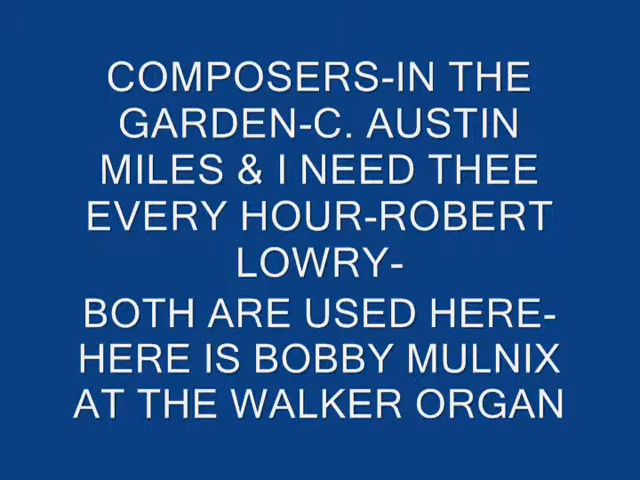 COMPOSERS-IN THE
GARDEN-C. AUSTIN
MILES & I NEED THEE
EVERY HOUR-ROBERT
LOWRY-
BOTH ARE USED HERE-
HERE IS BOBBY MULNIX
AT THE WALKER ORGAN